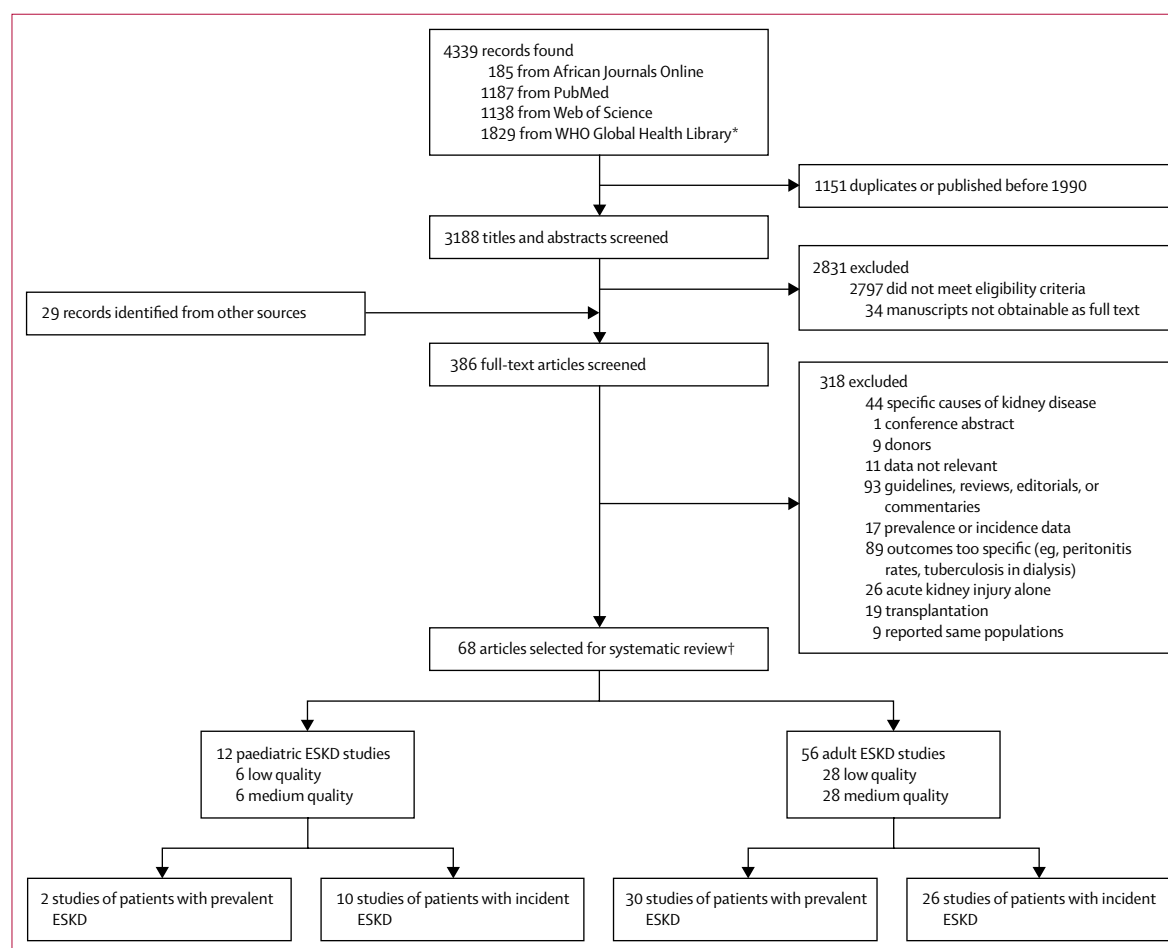 4339 records found
185 from African Journals Online
1187 from PubMed
1138 from Web of Science
1829 from WHO Global Health Library*
1151 duplicates or published before 1990
3188 titles and abstracts screened
2831 excluded
2797 did not meet eligibility criteria
34 manuscripts not obtainable as full text
29 records identified from other sources
386 full-text articles screened
318 excluded
44 specific causes of kidney disease
1 conference abstract
9 donors
11 data not relevant
93 guidelines, reviews, editorials, or
commentaries
17 prevalence or incidence data
89 outcomes too specific (eg, peritonitis
rates, tuberculosis in dialysis)
26 acute kidney injury alone
19 transplantation
9 reported same populations
68 articles selected for systematic review†
12 paediatric ESKD studies
6 low quality
6 medium quality
56 adult ESKD studies
28 low quality
28 medium quality
2 studies of patients with prevalent
ESKD
10 studies of patients with incident
ESKD
30 studies of patients with prevalent
ESKD
26 studies of patients with incident
ESKD